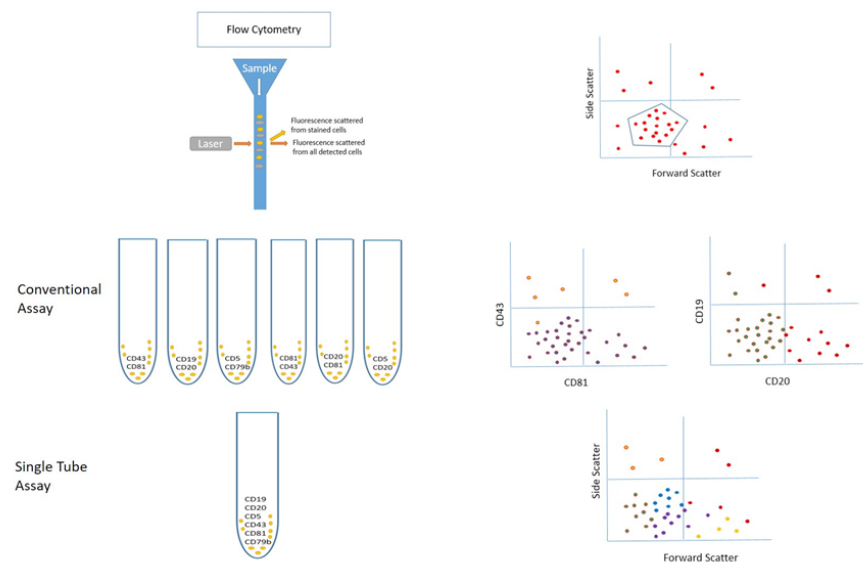 Flow Cytometry
Sample
Fluorescence scattered
from stained cells
Laser
Fluorescence scattered
from all detected cells
Side Scatter
Forward Scatter
Conventional
Assay
CD43
CD81
CD19
CD20
CD5
CD79b
CD81
CD43
CD20
CD81
CD5
CD20
CD43
CD81
CD19
CD20
Single Tube
Assay
CD19
CD20
CD5
CD43
CD81
CD79b
Side Scatter
Forward Scatter